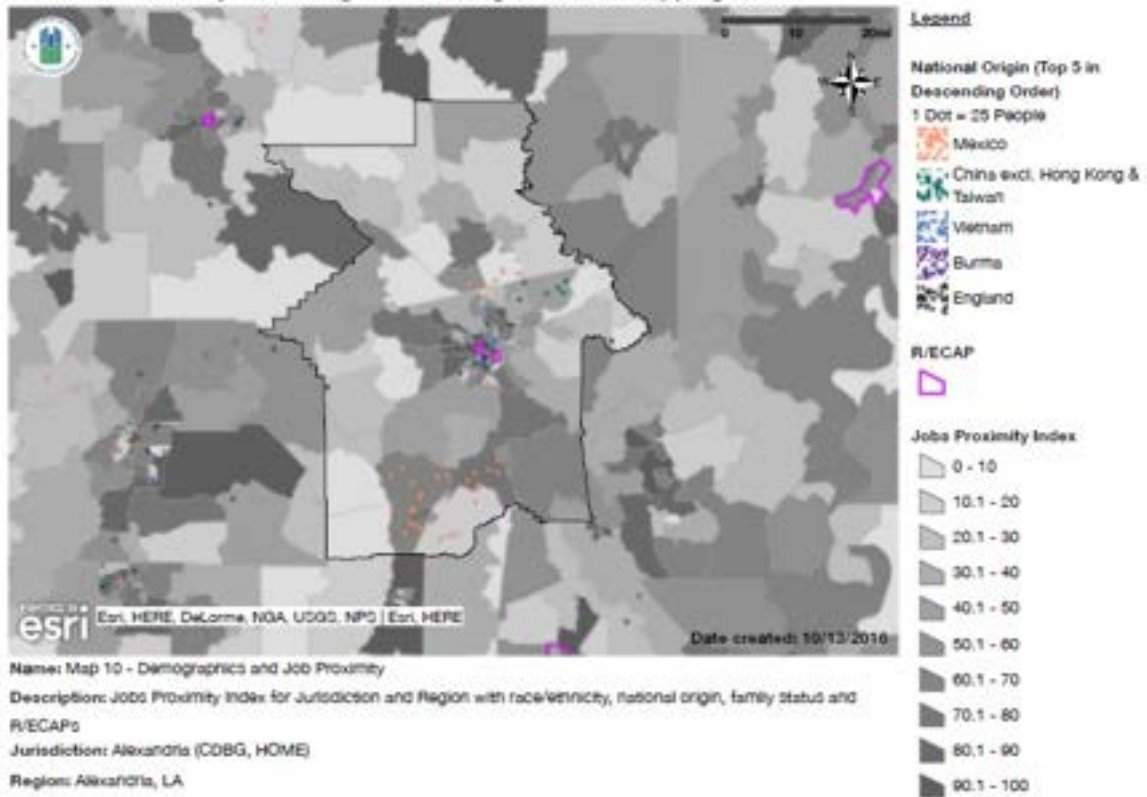 0 10 20mi
N
Legend
National Origin (Top 5 in
Descending Order)
1 Dot = 25 People
Mexico
China excl. Hong Kong &
Taiwan
Vietnam
Burma
England
R/ECAP
Jobs Proximity Index
0 - 10
10.1 - 20
20.1 - 30
30.1 - 40
40.1 - 50
50.1 - 60
60.1 - 70
70.1 - 80
80.1 - 90
90.1 - 100
esri
Esri, HERE, DeLorme, NGA, USGS, NPS | Esri, HERE
Date created: 10/13/2016
Name: Map 10 - Demographics and Job Proximity
Description: Jobs Proximity Index for Jurisdiction and Region with race/ethnicity, national origin, family status and
R/ECAPs
Jurisdiction: Alexandria (CDBG, HOME)
Region: Alexandria, LA